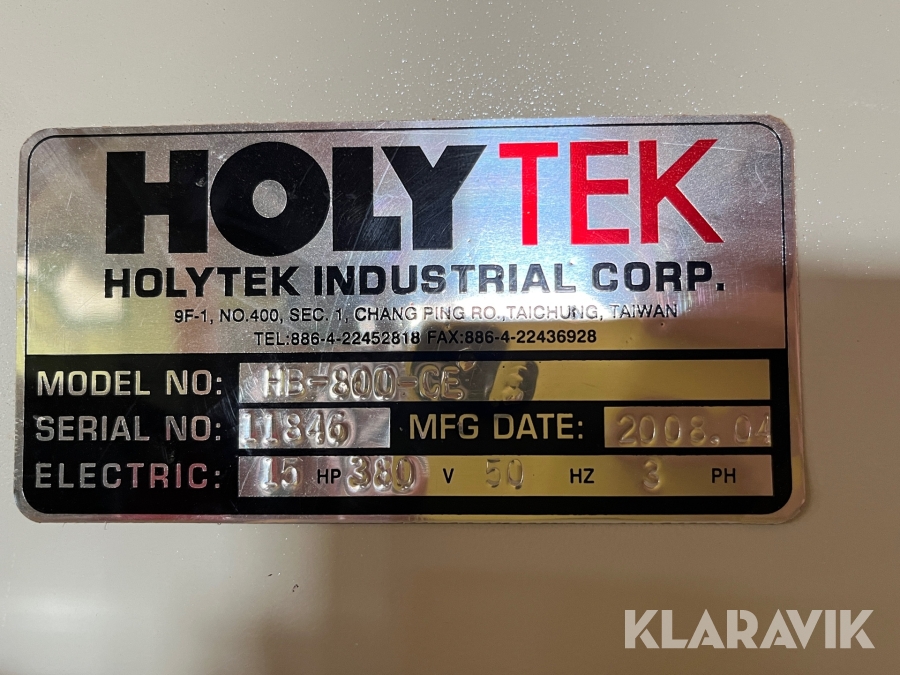 HOLYTEK
HOLYTEK INDUSTRIAL CORP.
9F-1, NO.400, SEC. 1, CHANG PING RO.,TAICHUNG, TAIWAN
TEL:886-4-22452818 FAX:886-4-22436928
MODEL NO: HB-800-CE
SERIAL NO: 11846 MFG DATE: 2008.04
ELECTRIC: 15 HP 380 V 50 HZ 3 PH
KLARAVIK